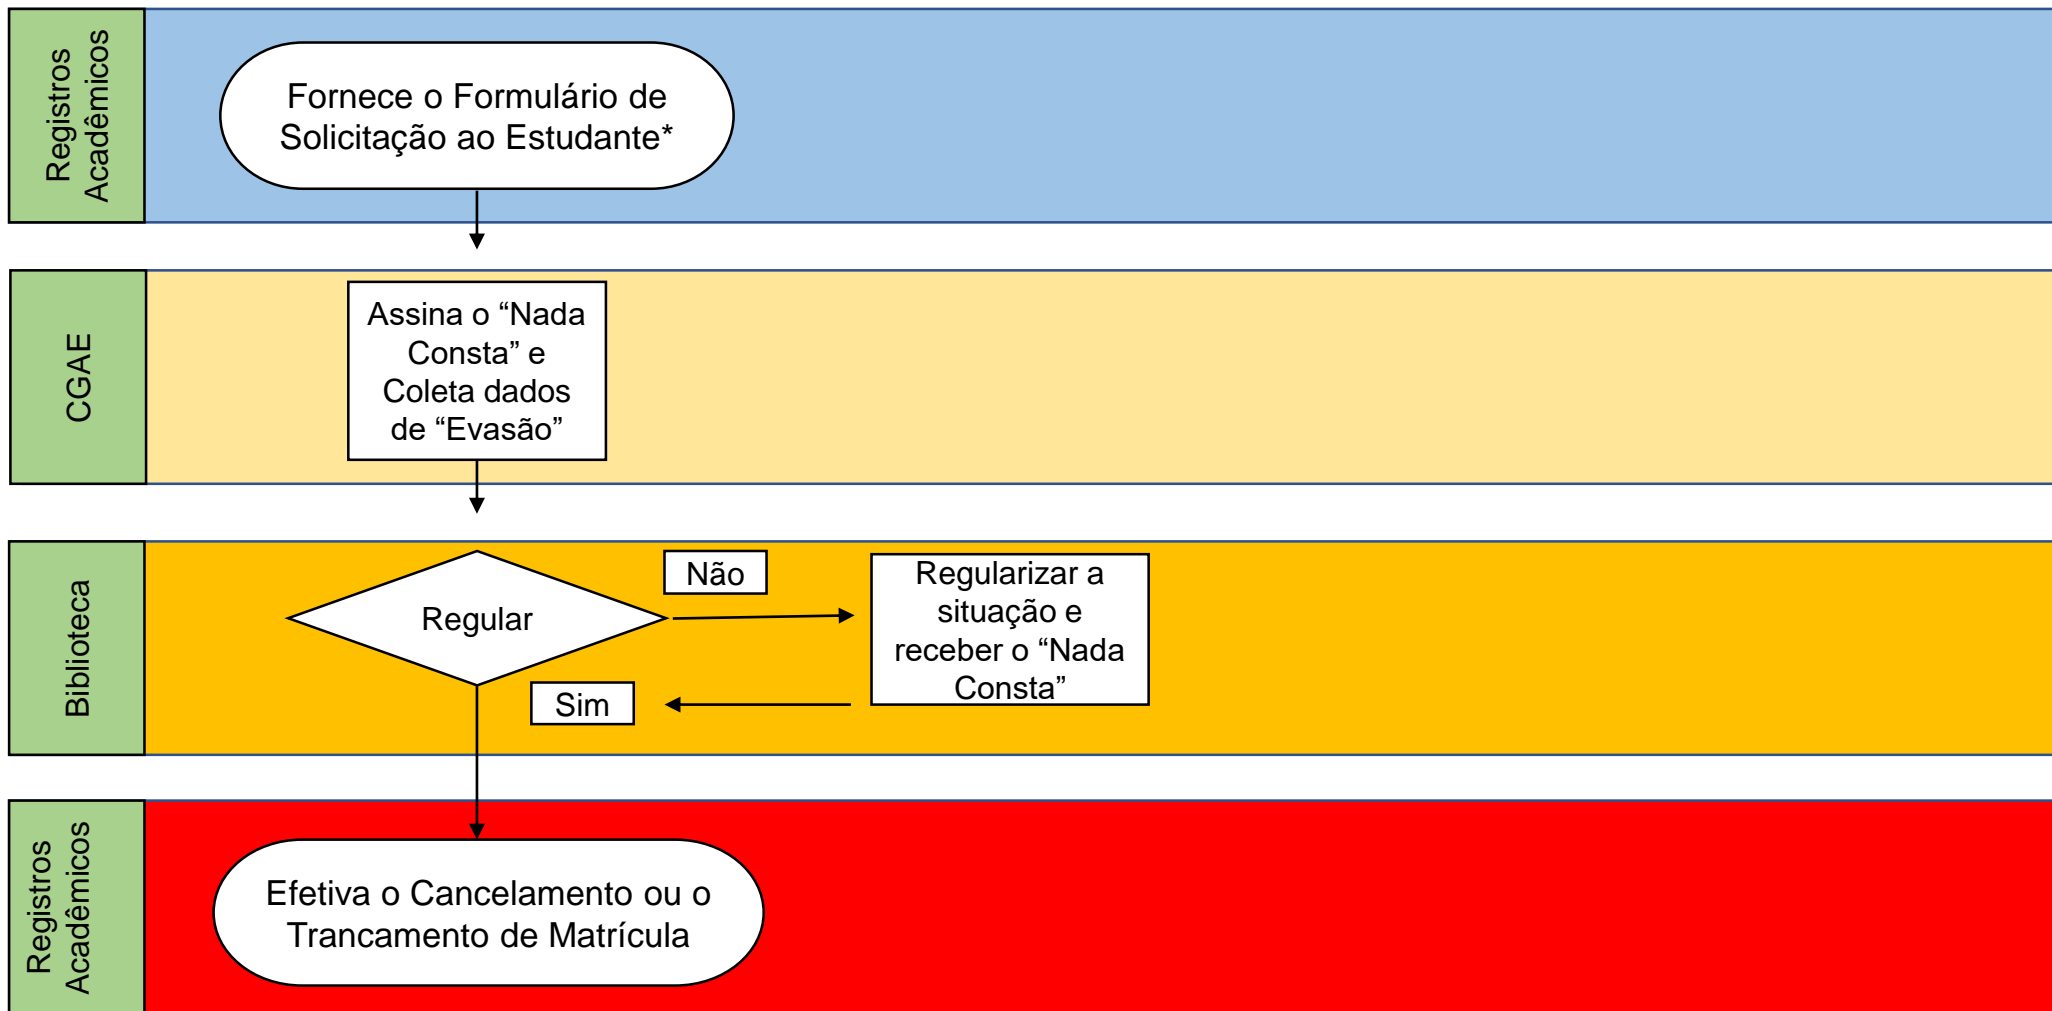 Registros
Acadêmicos
Fornece o Formulário de
Solicitação ao Estudante*
CGAE
Assina o “Nada
Consta” e
Coleta dados
de “Evasão”
Biblioteca
Regular
Não
Regularizar a
situação e
receber o “Nada
Consta”
Sim
Registros
Acadêmicos
Efetiva o Cancelamento ou o
Trancamento de Matrícula